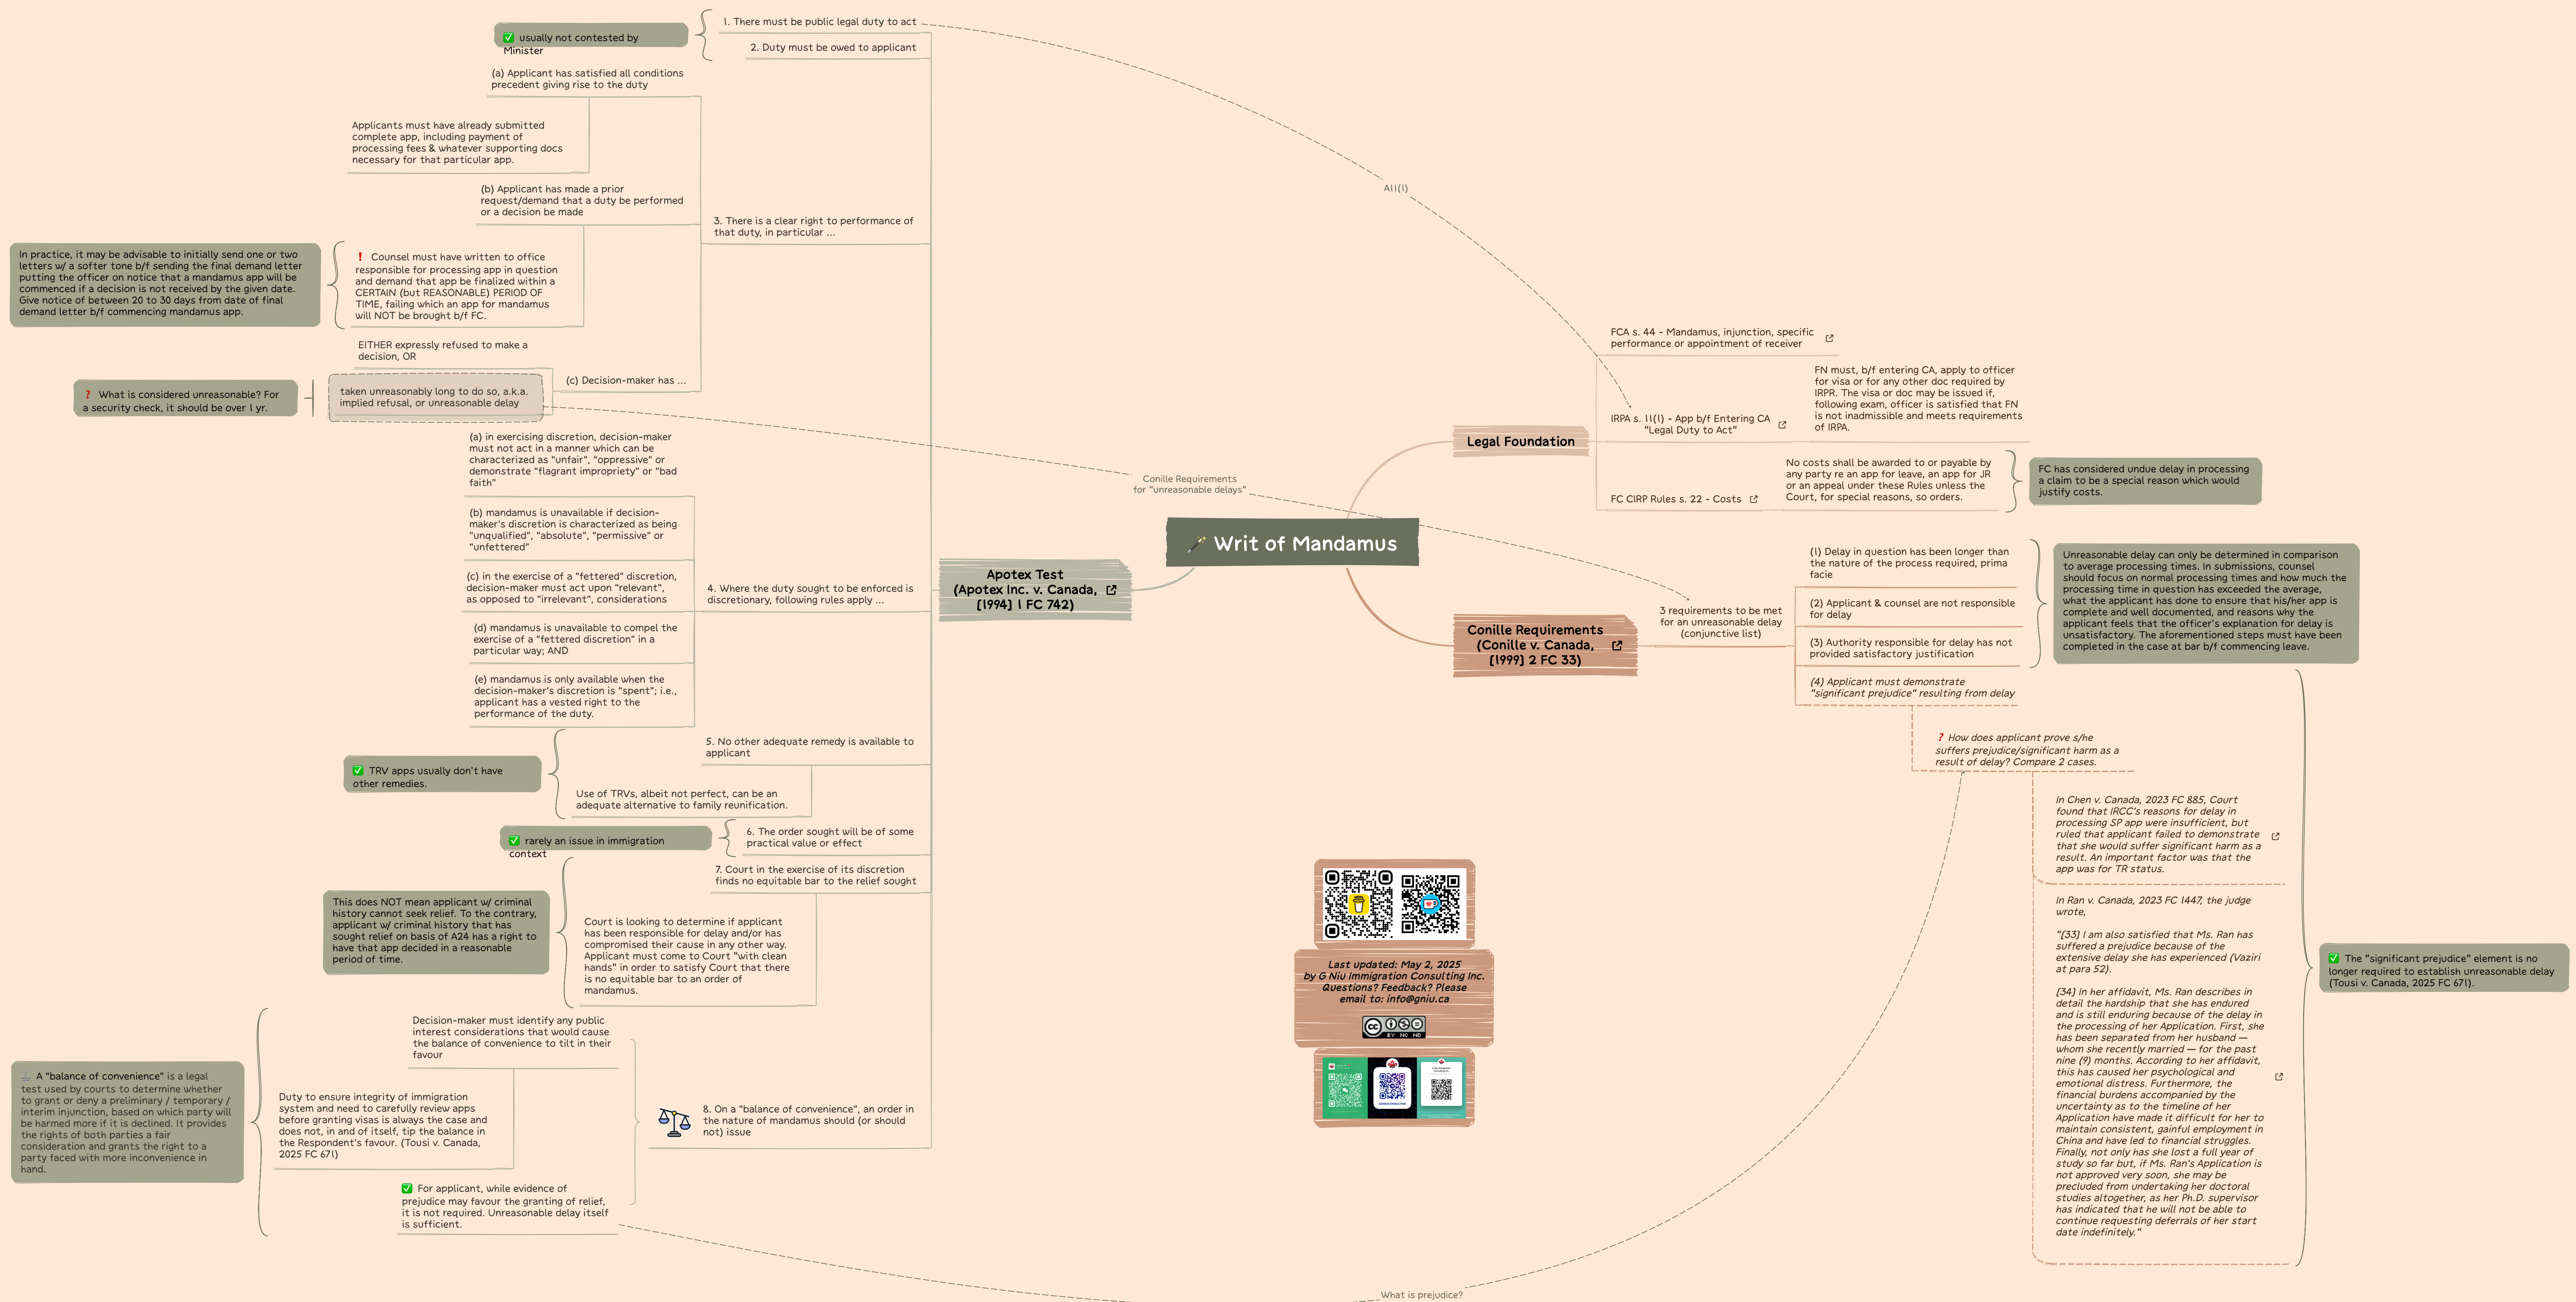 Writ of Mandamus
Apotex Test
(Apotex Inc. v. Canada,
[1994] 1 FC 742)
1. There must be public legal duty to act
2. Duty must be owed to applicant
usually not contested by
Minister
3. There is a clear right to performance of
that duty, in particular ...
(a) Applicant has satisfied all conditions
precedent giving rise to the duty
Applicants must have already submitted
complete app, including payment of
processing fees & whatever supporting docs
necessary for that particular app.
(b) Applicant has made a prior
request/demand that a duty be performed
or a decision be made
Counsel must have written to office
responsible for processing app in question
and demand that app be finalized within a
CERTAIN (but REASONABLE) PERIOD OF
TIME, failing which an app for mandamus
will NOT be brought b/f FC.
In practice, it may be advisable to initially send one or two
letters w/ a softer tone b/f sending the final demand letter
putting the officer on notice that a mandamus app will be
commenced if a decision is not received by the given date.
Give notice of between 20 to 30 days from date of final
demand letter b/f commencing mandamus app.
(c) Decision-maker has ...
EITHER expressly refused to make a
decision, OR
taken unreasonably long to do so, a.k.a.
implied refusal, or unreasonable delay
What is considered unreasonable? For
a security check, it should be over 1 yr.
4. Where the duty sought to be enforced is
discretionary, following rules apply ...
(a) in exercising discretion, decision-maker
must not act in a manner which can be
characterized as "unfair", "oppressive" or
demonstrate "flagrant impropriety" or "bad
faith"
(b) mandamus is unavailable if decision-
maker's discretion is characterized as being
"unqualified", "absolute", "permissive" or
"unfettered"
(c) in the exercise of a "fettered" discretion,
decision-maker must act upon "relevant",
as opposed to "irrelevant", considerations
(d) mandamus is unavailable to compel the
exercise of a "fettered discretion" in a
particular way; AND
(e) mandamus is only available when the
decision-maker's discretion is "spent"; i.e.,
applicant has a vested right to the
performance of the duty.
5. No other adequate remedy is available to
applicant
Use of TRVs, albeit not perfect, can be an
adequate alternative to family reunification.
TRV apps usually don't have
other remedies.
6. The order sought will be of some
practical value or effect
rarely an issue in immigration
context
7. Court in the exercise of its discretion
finds no equitable bar to the relief sought
Court is looking to determine if applicant
has been responsible for delay and/or has
compromised their cause in any other way.
Applicant must come to Court "with clean
hands" in order to satisfy Court that there
is no equitable bar to an order of
mandamus.
This does NOT mean applicant w/ criminal
history cannot seek relief. To the contrary,
applicant w/ criminal history that has
sought relief on basis of A24 has a right to
have that app decided in a reasonable
period of time.
8. On a "balance of convenience", an order in
the nature of mandamus should (or should
not) issue
Decision-maker must identify any public
interest considerations that would cause
the balance of convenience to tilt in their
favour
Duty to ensure integrity of immigration
system and need to carefully review apps
before granting visas is always the case and
does not, in and of itself, tip the balance in
the Respondent's favour. (Tousi v. Canada,
2025 FC 671)
For applicant, while evidence of
prejudice may favour the granting of relief,
it is not required. Unreasonable delay itself
is sufficient.
A "balance of convenience" is a legal
test used by courts to determine whether
to grant or deny a preliminary / temporary /
interim injunction, based on which party will
be harmed more if it is declined. It provides
the rights of both parties a fair
consideration and grants the right to a
party faced with more inconvenience in
hand.
A11(1)
Conille Requirements
for "unreasonable delays"
What is prejudice?
Legal Foundation
FCA s. 44 - Mandamus, injunction, specific
performance or appointment of receiver
IRPA s. 11(1) - App b/f Entering CA
"Legal Duty to Act"
FN must, b/f entering CA, apply to officer
for visa or for any other doc required by
IRPR. The visa or doc may be issued if,
following exam, officer is satisfied that FN
is not inadmissible and meets requirements
of IRPA.
FC CIRP Rules s. 22 - Costs
No costs shall be awarded to or payable by
any party re an app for leave, an app for JR
or an appeal under these Rules unless the
Court, for special reasons, so orders.
FC has considered undue delay in processing
a claim to be a special reason which would
justify costs.
Conille Requirements
(Conille v. Canada,
[1999] 2 FC 33)
3 requirements to be met
for an unreasonable delay
(conjunctive list)
(1) Delay in question has been longer than
the nature of the process required, prima
facie
(2) Applicant & counsel are not responsible
for delay
(3) Authority responsible for delay has not
provided satisfactory justification
(4) Applicant must demonstrate
"significant prejudice" resulting from delay
Unreasonable delay can only be determined in comparison
to average processing times. In submissions, counsel
should focus on normal processing times and how much the
processing time in question has exceeded the average,
what the applicant has done to ensure that his/her app is
complete and well documented, and reasons why the
applicant feels that the officer's explanation for delay is
unsatisfactory. The aforementioned steps must have been
completed in the case at bar b/f commencing leave.
How does applicant prove s/he
suffers prejudice/significant harm as a
result of delay? Compare 2 cases.
In Chen v. Canada, 2023 FC 885, Court
found that IRCC's reasons for delay in
processing SP app were insufficient, but
ruled that applicant failed to demonstrate
that she would suffer significant harm as a
result. An important factor was that the
app was for TR status.
In Ran v. Canada, 2023 FC 1447, the judge
wrote,
"[33] I am also satisfied that Ms. Ran has
suffered a prejudice because of the
extensive delay she has experienced (Vaziri
at para 52).
[34] In her affidavit, Ms. Ran describes in
detail the hardship that she has endured
and is still enduring because of the delay in
the processing of her Application. First, she
has been separated from her husband —
whom she recently married — for the past
nine (9) months. According to her affidavit,
this has caused her psychological and
emotional distress. Furthermore, the
financial burdens accompanied by the
uncertainty as to the timeline of her
Application have made it difficult for her to
maintain consistent, gainful employment in
China and have led to financial struggles.
Finally, not only has she lost a full year of
study so far but, if Ms. Ran's Application is
not approved very soon, she may be
precluded from undertaking her doctoral
studies altogether, as her Ph.D. supervisor
has indicated that he will not be able to
continue requesting deferrals of her start
date indefinitely."
The "significant prejudice" element is no
longer required to establish unreasonable delay
(Tousi v. Canada, 2025 FC 671).
Last updated: May 2, 2025
by G Niu Immigration Consulting Inc.
Questions? Feedback? Please
email to: info@gniu.ca
CC BY NC ND